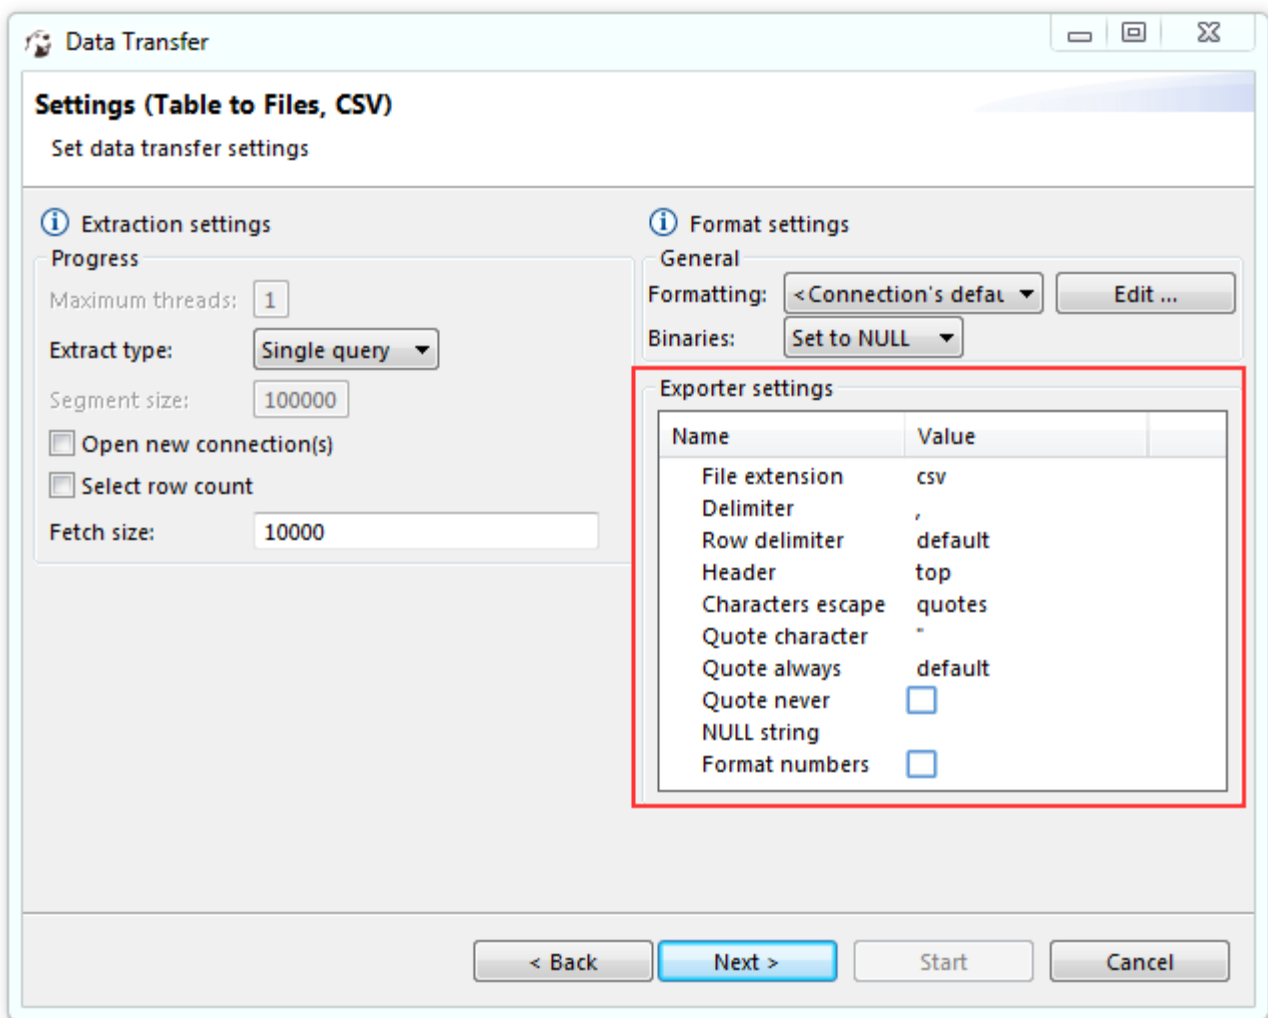 Data Transfer
Settings (Table to Files, CSV)
Set data transfer settings
Extraction settings
Progress
Maximum threads: 1
Extract type: Single query
Segment size: 100000
Open new connection(s)
Select row count
Fetch size: 10000
Format settings
General
Formatting: <Connection's defau Edit ...
Binaries: Set to NULL
Exporter settings
Name Value
File extension csv
Delimiter ,
Row delimiter default
Header top
Characters escape quotes
Quote character "
Quote always default
Quote never
NULL string
Format numbers
< Back Next > Start Cancel